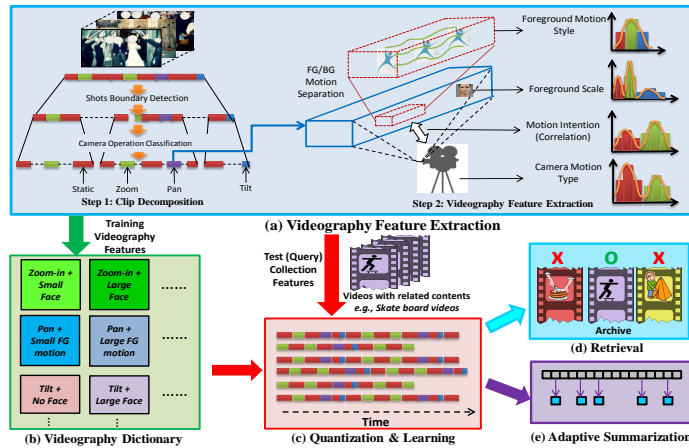 Foreground Motion
Style
FG/BG
Motion
Separation
Shots Boundary Detection
Foreground Scale
Camera Operation Classification
Motion Intention
(Correlation)
Camera Motion
Type
Static
Zoom
Pan
Tilt
Step 1: Clip Decomposition
Step 2: Videography Feature Extraction
(a) Videography Feature Extraction
Training
Videography
Features
Test (Query)
Collection
Features
Videos with related contents
e.g., Skate board videos
X O X
Archive
(d) Retrieval
Zoom-in +
Small
Face
Zoom-in +
Large
Face
......
Pan +
Small FG
motion
Pan +
Large FG
motion
......
Tilt +
No Face
Tilt +
Large Face
......
Time
(b) Videography Dictionary
(c) Quantization & Learning
(e) Adaptive Summarization